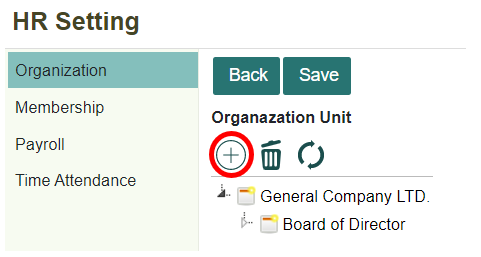 HR Setting
Organization
Membership
Payroll
Time Attendance
Back Save
Organazation Unit
General Company LTD.
Board of Director